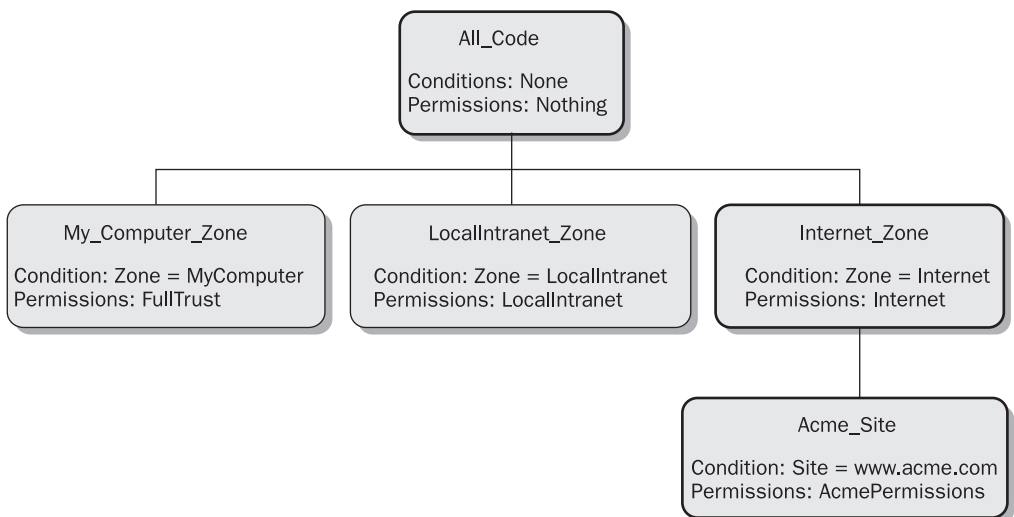 All_Code
Conditions: None
Permissions: Nothing
My_Computer_Zone
Condition: Zone = MyComputer
Permissions: FullTrust
LocalIntranet_Zone
Condition: Zone = LocalIntranet
Permissions: LocalIntranet
Internet_Zone
Condition: Zone = Internet
Permissions: Internet
Acme_Site
Condition: Site = www.acme.com
Permissions: AcmePermissions